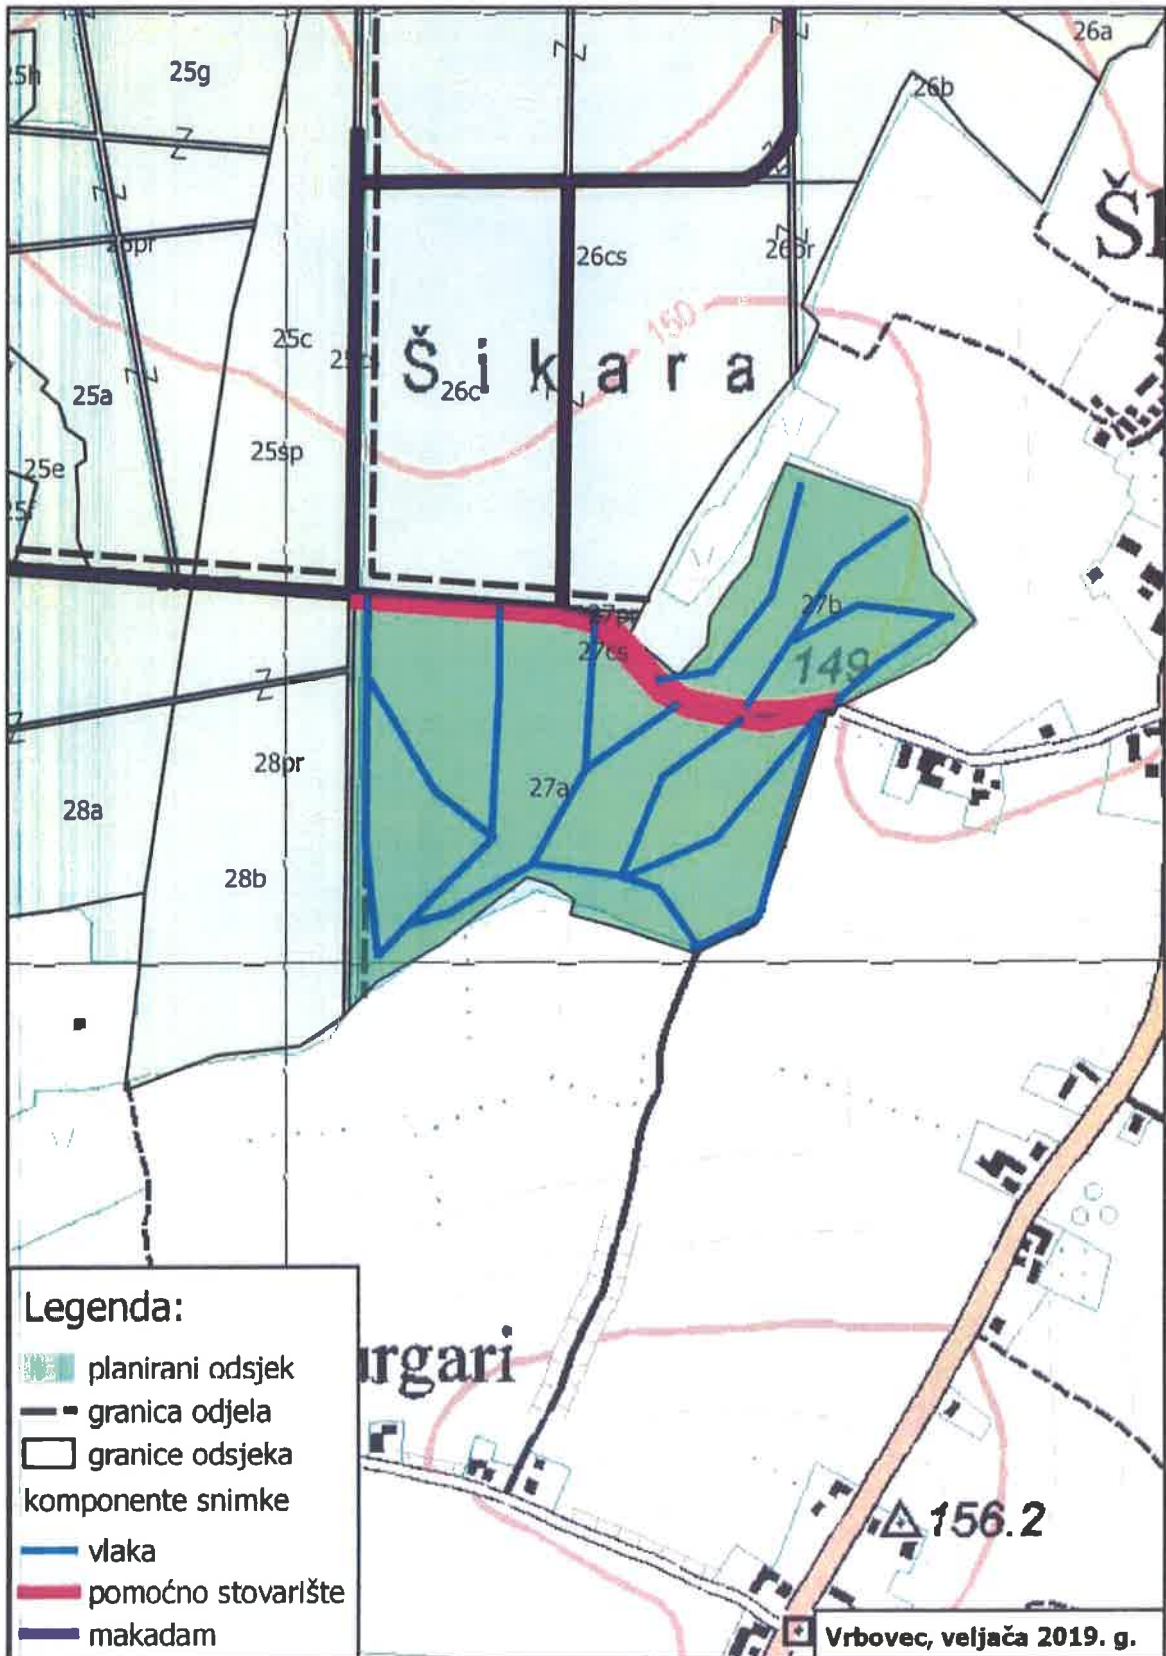 26a
25h
25g
26b
Šk
26pr
26cs
26pr
150
25c
Šikara
25a
26c
25sp
25e
27b
27pr
27cs
149
28pr
27a
28a
28b
Legenda:
urgari
planirani odsjek
granica odjela
granice odsjeka
komponente snimke
156.2
vlaka
pomoćno stovarište
makadam
Vrbovec, veljača 2019. g.